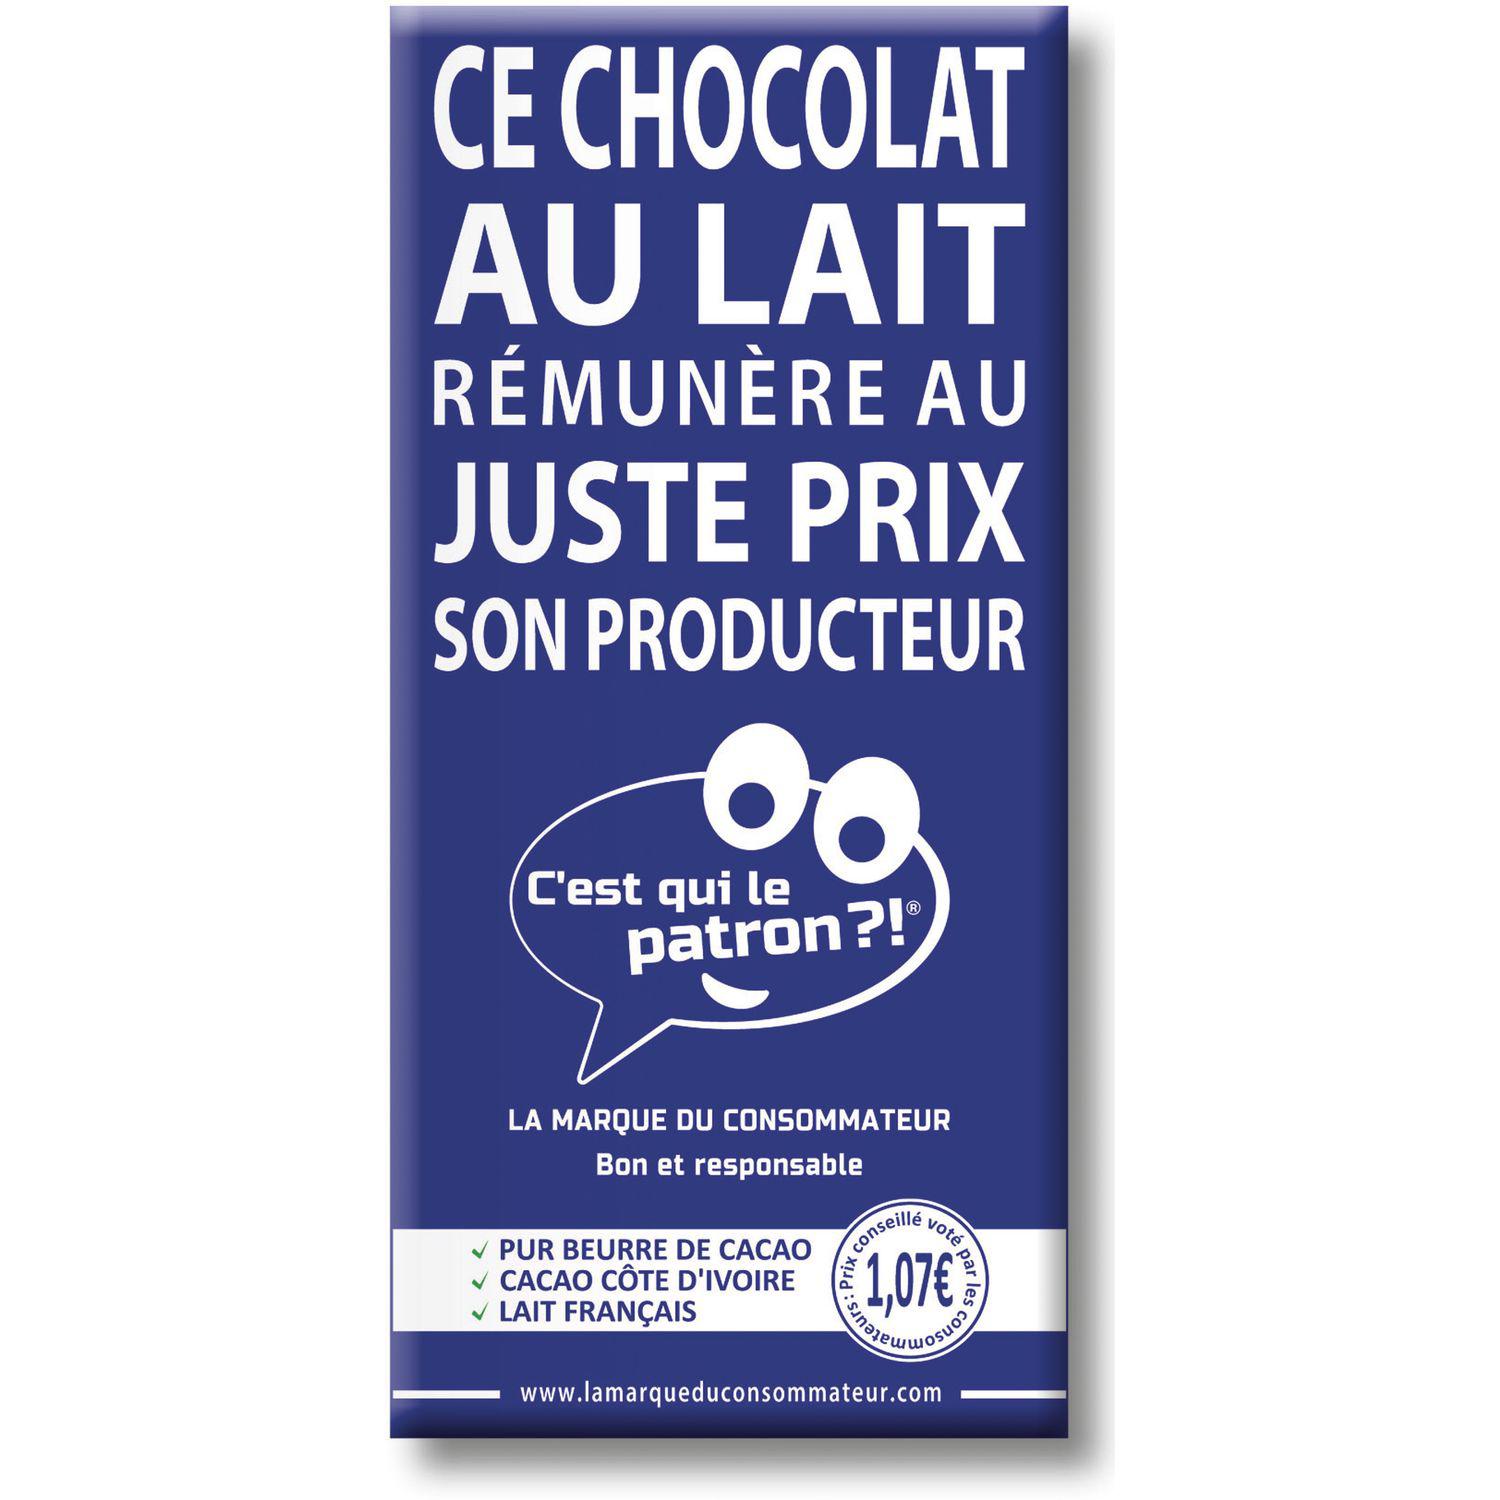 CE CHOCOLAT
AU LAIT
RÉMUNÈRE AU
JUSTE PRIX
SON PRODUCTEUR
C'est qui le
patron?!®
LA MARQUE DU CONSOMMATEUR
Bon et responsable
PUR BEURRE DE CACAO
CACAO CÔTE D'IVOIRE
LAIT FRANÇAIS
Prix conseillé voté par les consommateurs :
1,07€
www.lamarqueduconsommateur.com